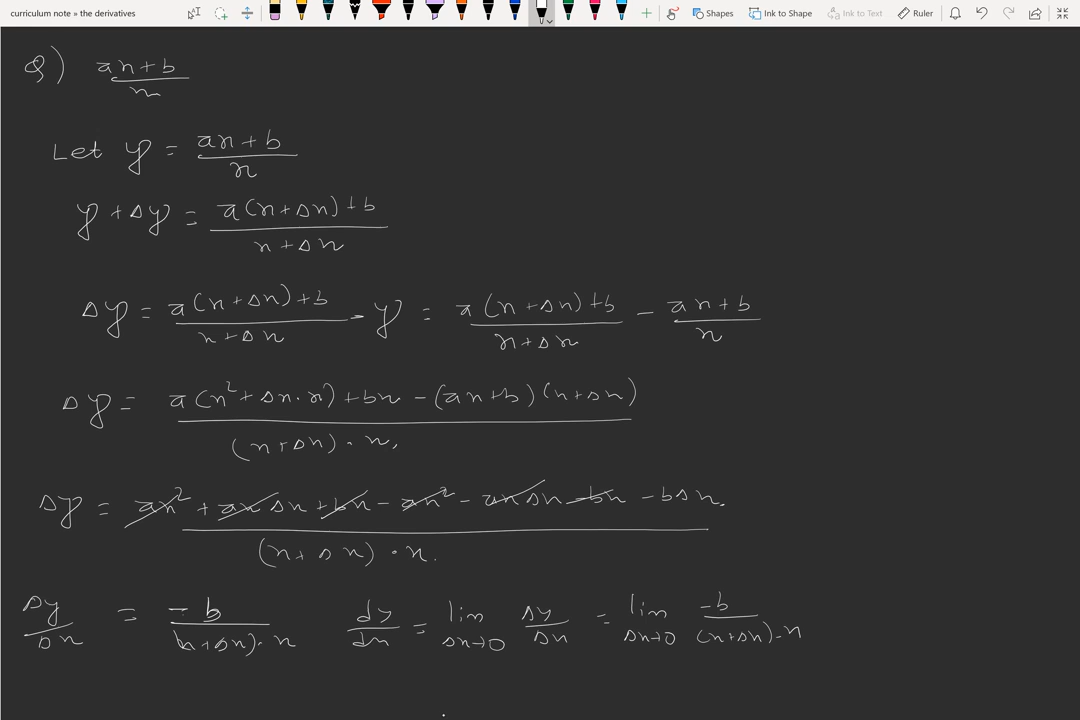 curriculum note » the derivatives Shapes Ink to Shape Ink to Text Ruler
Q) (ax+b)/x
Let y = (ax+b)/x
y + Δy = (a(x+Δx)+b)/(x+Δx)
Δy = (a(x+Δx)+b)/(x+Δx) - y = (a(x+Δx)+b)/(x+Δx) - (ax+b)/x
Δy = (a(x²+Δx·x)+bx-(ax+b)(x+Δx))/((x+Δx)·x)
Δy = (ax²+axΔx+bx-ax²-axΔx-bx-bΔx)/((x+Δx)·x)
Δy/Δx = -b/((x+Δx)·x) dy/dx = lim Δx→0 Δy/Δx = lim Δx→0 -b/((x+Δx)·x)